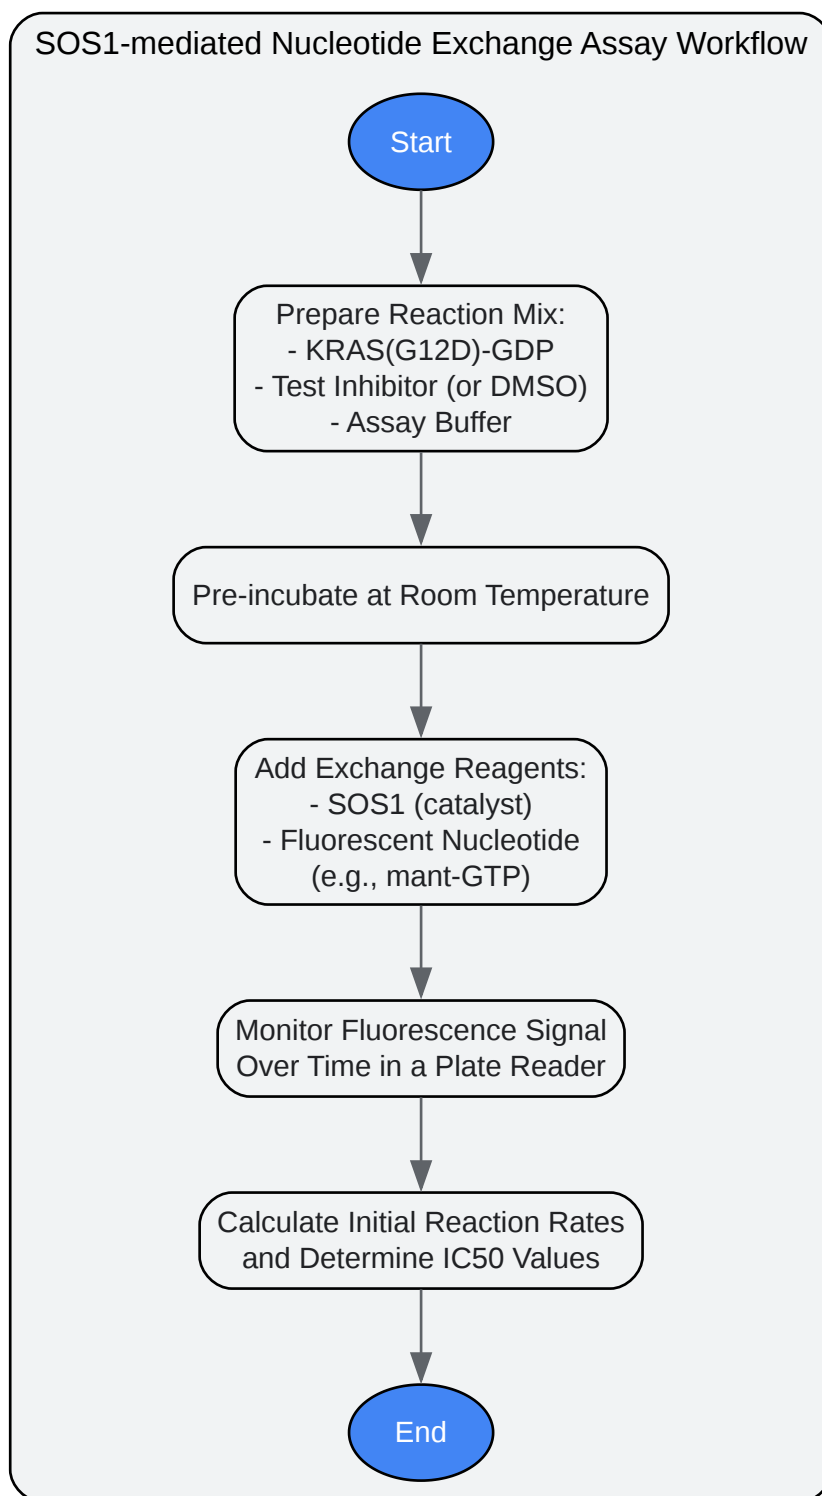 SOS1-mediated Nucleotide Exchange Assay Workflow
Start
Prepare Reaction Mix:
- KRAS(G12D)-GDP
- Test Inhibitor (or DMSO)
- Assay Buffer
Pre-incubate at Room Temperature
Add Exchange Reagents:
- SOS1 (catalyst)
- Fluorescent Nucleotide
(e.g., mant-GTP)
Monitor Fluorescence Signal
Over Time in a Plate Reader
Calculate Initial Reaction Rates
and Determine IC50 Values
End